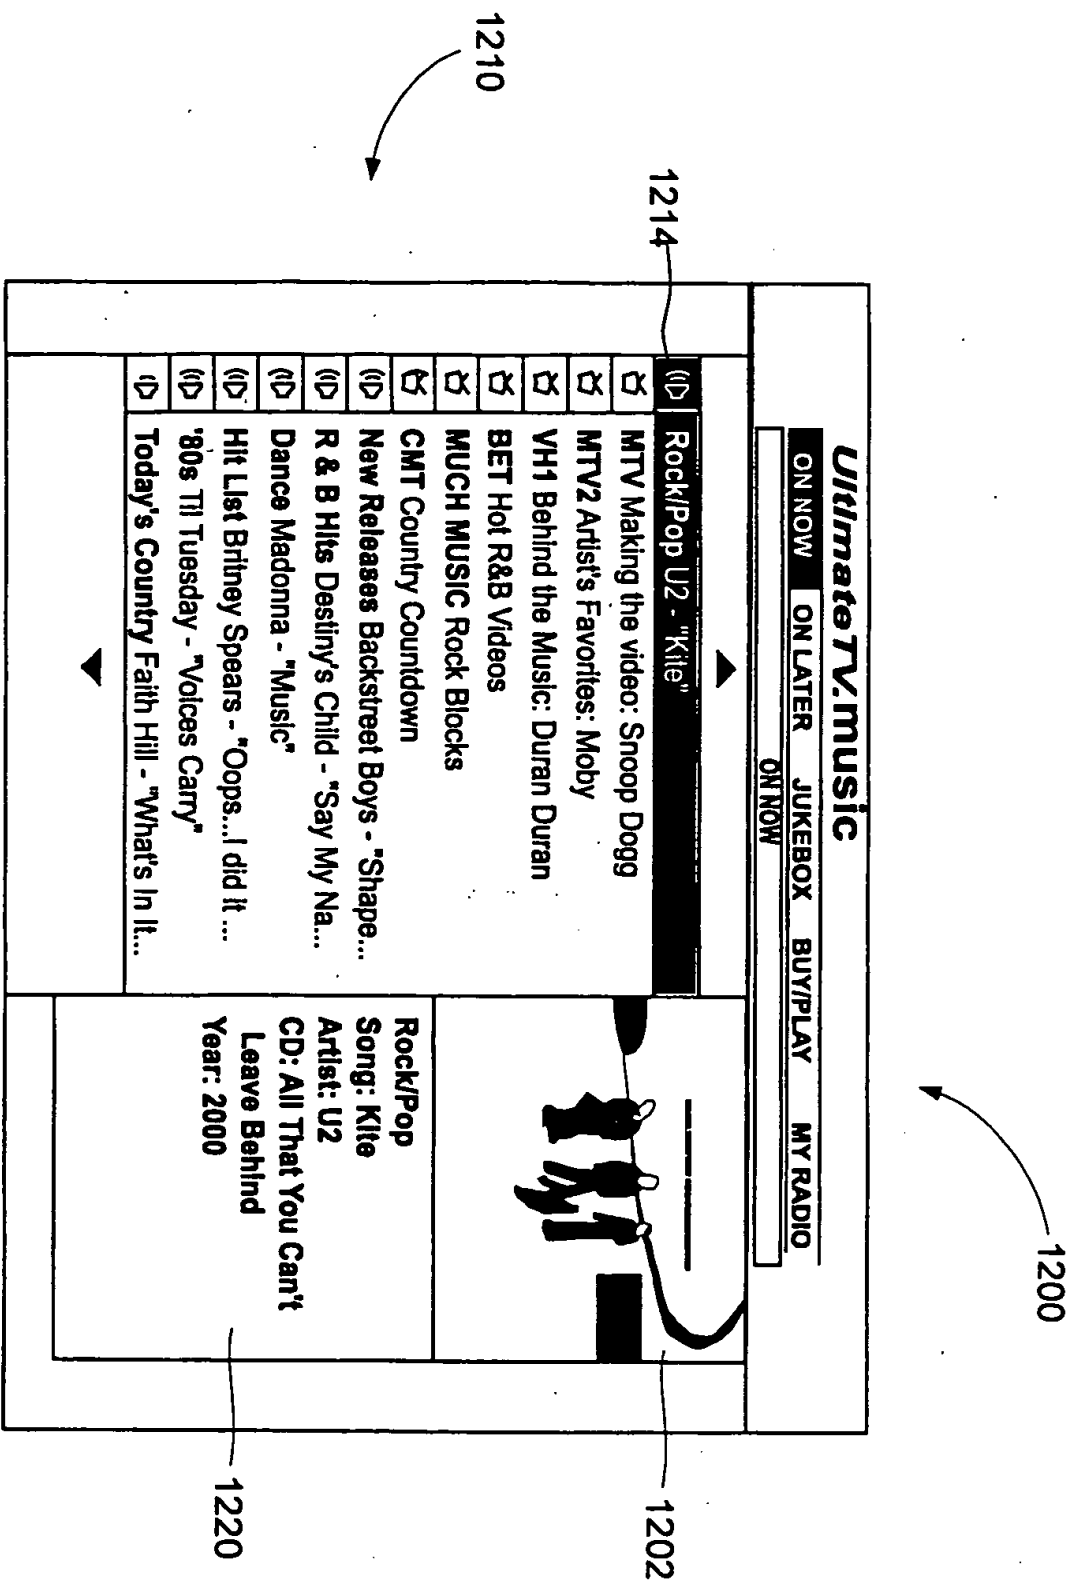 1200
UltimateTV.music
ON NOW ON LATER JUKEBOX BUY/PLAY MY RADIO
ON NOW
1214
Rock/Pop U2 - "Kite"
MTV Making the video: Snoop Dogg
MTV2 Artist's Favorites: Moby
VH1 Behind the Music: Duran Duran
BET Hot R&B Videos
MUCH MUSIC Rock Blocks
CMT Country Countdown
New Releases Backstreet Boys - "Shape...
R & B Hits Destiny's Child - "Say My Na...
Dance Madonna - "Music"
Hit List Britney Spears - "Oops...I did it ...
'80s Til Tuesday - "Voices Carry"
Today's Country Faith Hill - "What's In It...
1210
1202
Rock/Pop
Song: Kite
Artist: U2
CD: All That You Can't
Leave Behind
Year: 2000
1220